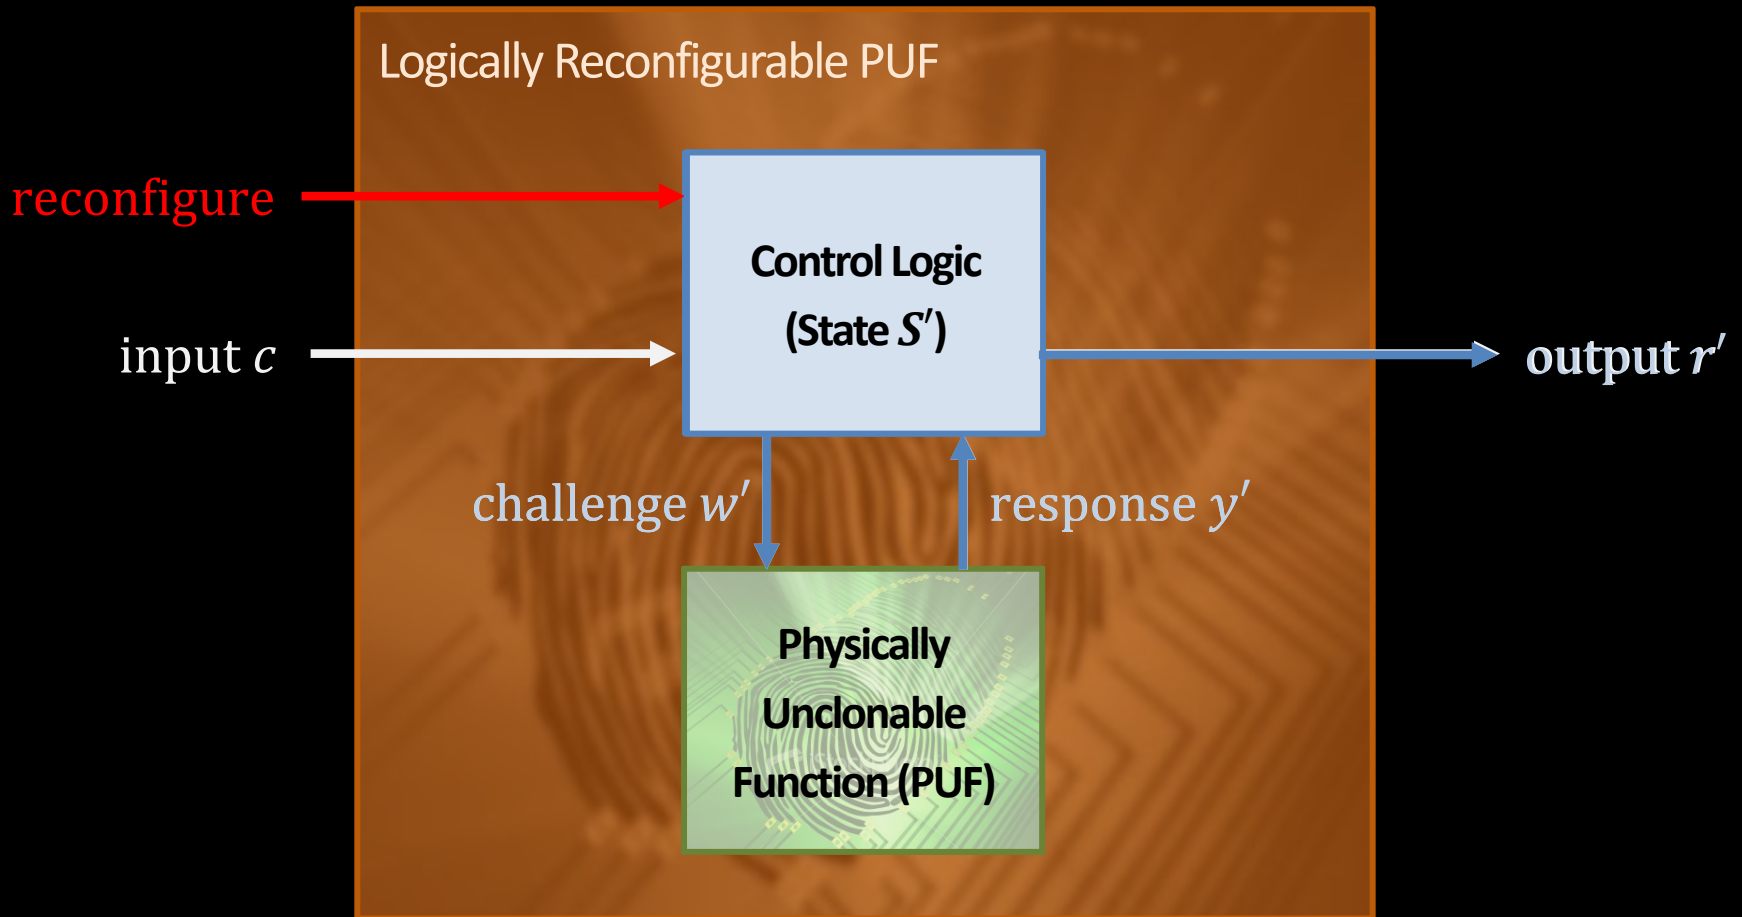 Logically Reconfigurable PUF
reconfigure
Control Logic
(State S′)
input c
output r′
challenge w′
response y′
Physically
Unclonable
Function (PUF)